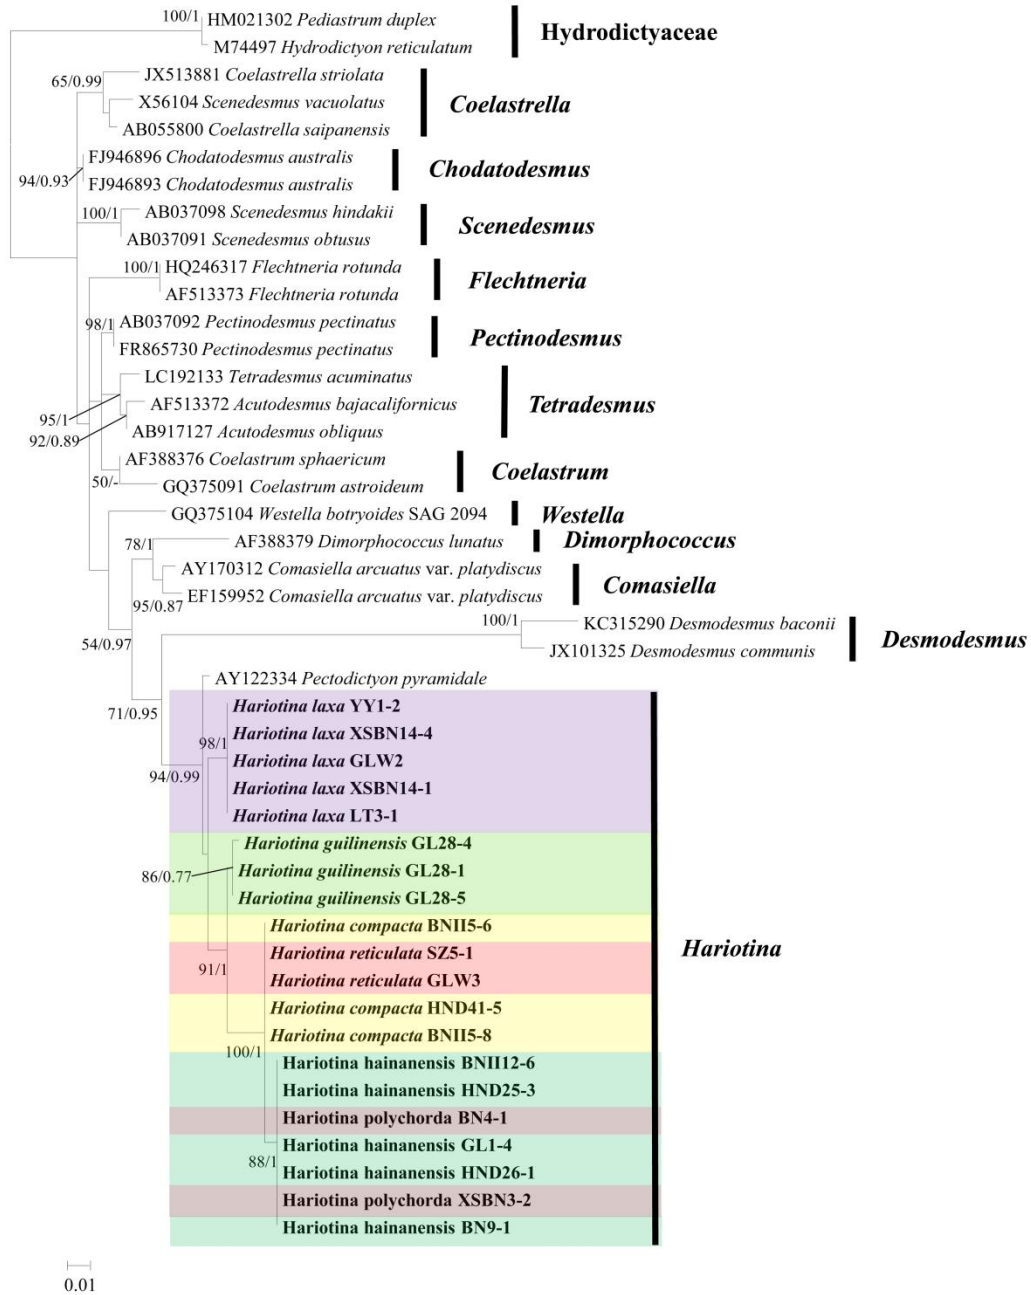 100/1
HM021302 Pediastrum duplex
M74497 Hydrodictyon reticulatum
Hydrodictyaceae
65/0.99
JX513881 Coelastrella striolata
X56104 Scenedesmus vacuolatus
AB055800 Coelastrella saipanensis
Coelastrella
94/0.93
FJ946896 Chodatodesmus australis
FJ946893 Chodatodesmus australis
Chodatodesmus
100/1
AB037098 Scenedesmus hindakii
AB037091 Scenedesmus obtusus
Scenedesmus
100/1
HQ246317 Flechtneria rotunda
AF513373 Flechtneria rotunda
Flechtneria
98/1
AB037092 Pectinodesmus pectinatus
FR865730 Pectinodesmus pectinatus
Pectinodesmus
95/1
92/0.89
LC192133 Tetradesmus acuminatus
AF513372 Acutodesmus bajacalifornicus
AB917127 Acutodesmus obliquus
Tetradesmus
50/-
AF388376 Coelastrum sphaericum
GQ375091 Coelastrum astroideum
Coelastrum
GQ375104 Westella botryoides SAG 2094
Westella
78/1
AF388379 Dimorphococcus lunatus
Dimorphococcus
95/0.87
AY170312 Comasiella arcuatus var. platydiscus
EF159952 Comasiella arcuatus var. platydiscus
Comasiella
54/0.97
100/1
KC315290 Desmodesmus baconii
JX101325 Desmodesmus communis
Desmodesmus
71/0.95
AY122334 Pectodictyon pyramidale
94/0.99
98/1
Hariotina laxa YY1-2
Hariotina laxa XSBN14-4
Hariotina laxa GLW2
Hariotina laxa XSBN14-1
Hariotina laxa LT3-1
86/0.77
Hariotina guilinensis GL28-4
Hariotina guilinensis GL28-1
Hariotina guilinensis GL28-5
91/1
Hariotina compacta BNII5-6
Hariotina reticulata SZ5-1
Hariotina reticulata GLW3
Hariotina compacta HND41-5
Hariotina compacta BNII5-8
100/1
Hariotina hainanensis BNII12-6
Hariotina hainanensis HND25-3
Hariotina polychorda BN4-1
Hariotina hainanensis GL1-4
Hariotina hainanensis HND26-1
Hariotina polychorda XSBN3-2
Hariotina hainanensis BN9-1
88/1
Hariotina
0.01